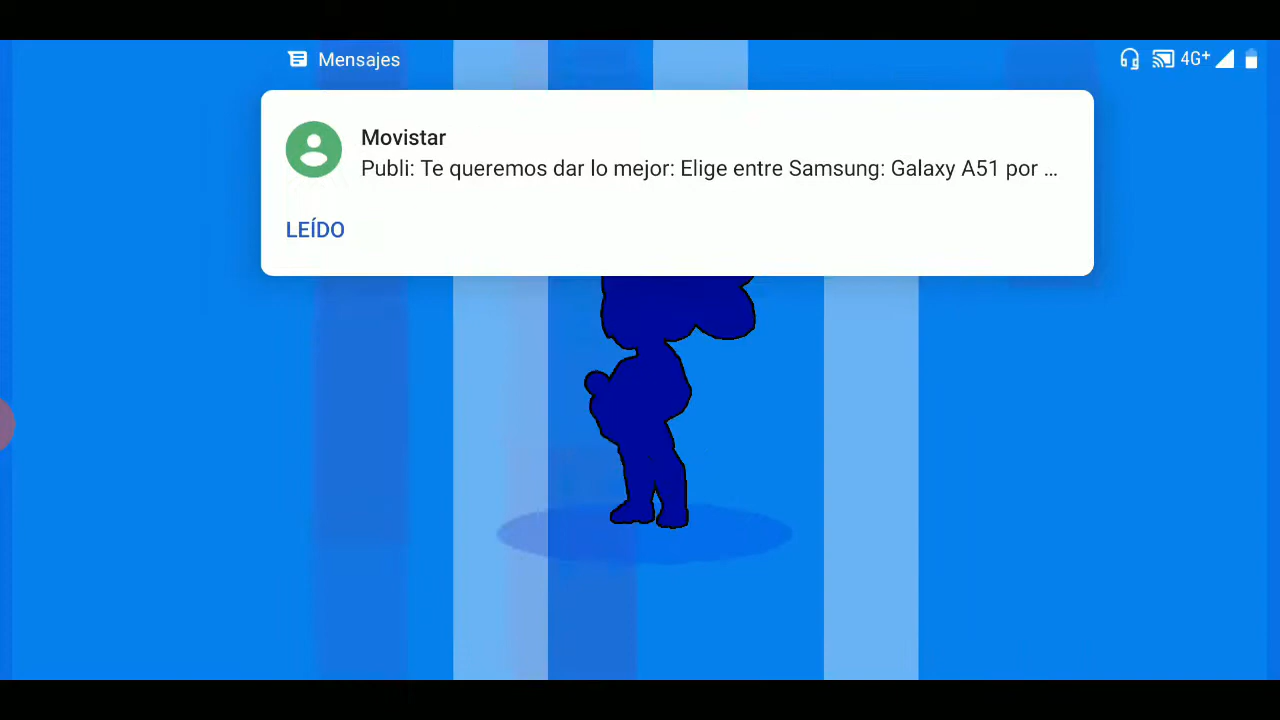 Mensajes
4G+
Movistar
Publi: Te queremos dar lo mejor: Elige entre Samsung: Galaxy A51 por ...
LEÍDO